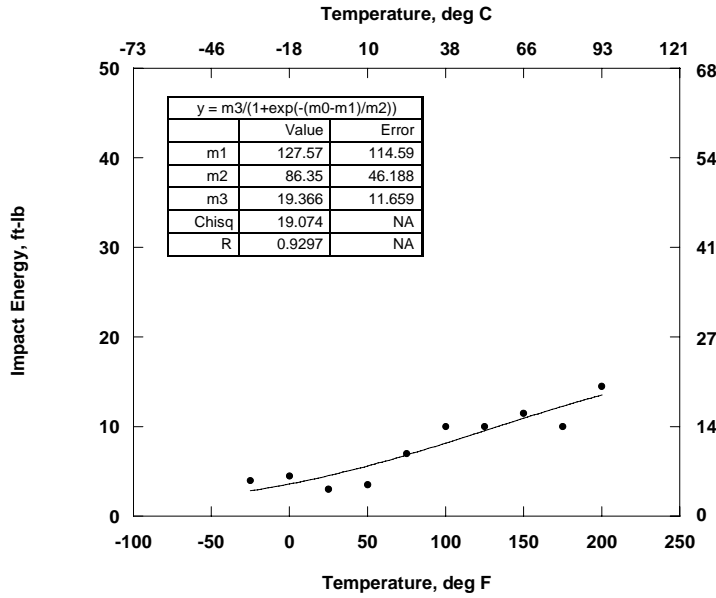 Temperature, deg C
-73 -46 -18 10 38 66 93 121
50 68
y = m3/(1+exp(-(m0-m1)/m2))
Value Error
m1 127.57 114.59
m2 86.35 46.188
m3 19.366 11.659
Chisq 19.074 NA
R 0.9297 NA
40 54
30 41
20 27
10 14
0 0
-100 -50 0 50 100 150 200 250
Temperature, deg F
Impact Energy, ft-lb